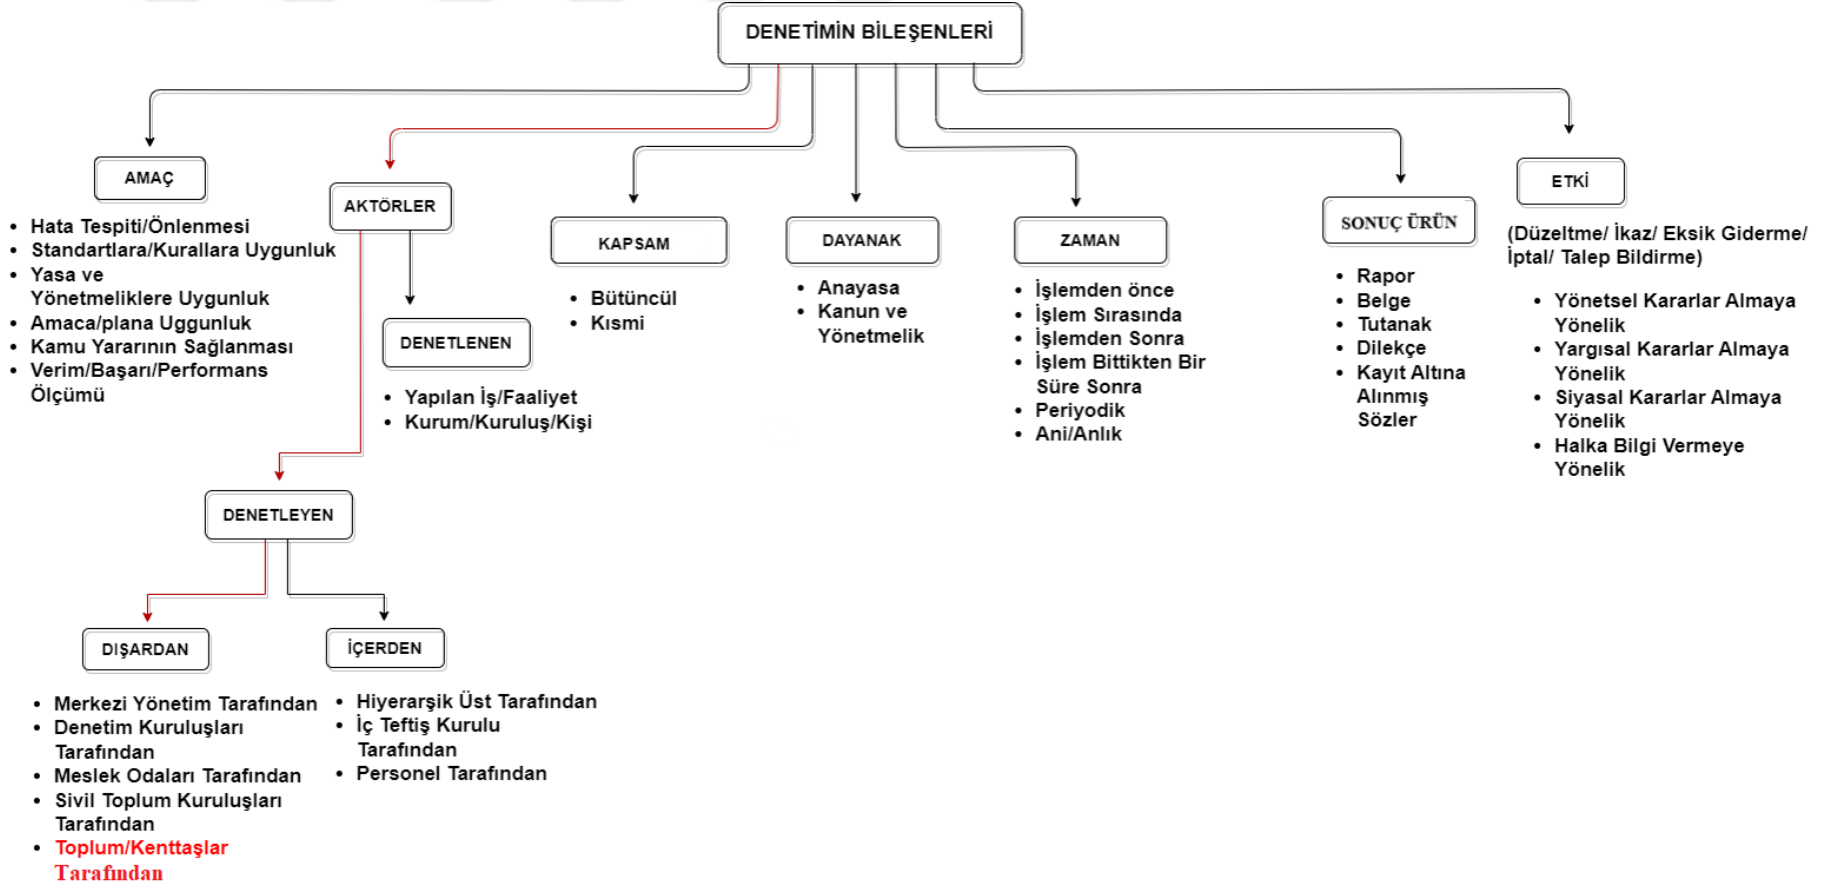 DENETİMİN BİLEŞENLERİ
AMAÇ
• Hata Tespiti/Önlenmesi
• Standartlara/Kurallara Uygunluk
• Yasa ve
Yönetmeliklere Uygunluk
• Amaca/plana Uggunluk
• Kamu Yararının Sağlanması
• Verim/Başarı/Performans
Ölçümü
AKTÖRLER
DENETLENEN
• Yapılan İş/Faaliyet
• Kurum/Kuruluş/Kişi
DENETLEYEN
DIŞARDAN
• Merkezi Yönetim Tarafından
• Denetim Kuruluşları
Tarafından
• Meslek Odaları Tarafından
• Sivil Toplum Kuruluşları
Tarafından
• Toplum/Kenttaşlar
Tarafından
İÇERDEN
• Hiyerarşik Üst Tarafından
• İç Teftiş Kurulu
Tarafından
• Personel Tarafından
KAPSAM
• Bütüncül
• Kısmi
DAYANAK
• Anayasa
• Kanun ve
Yönetmelik
ZAMAN
• İşlemden önce
• İşlem Sırasında
• İşlemden Sonra
• İşlem Bittikten Bir
Süre Sonra
• Periyodik
• Ani/Anlık
SONUÇ ÜRÜN
• Rapor
• Belge
• Tutanak
• Dilekçe
• Kayıt Altına
Alınmış
Sözler
ETKİ
(Düzeltme/ İkaz/ Eksik Giderme/
İptal/ Talep Bildirme)
• Yönetsel Kararlar Almaya
Yönelik
• Yargısal Kararlar Almaya
Yönelik
• Siyasal Kararlar Almaya
Yönelik
• Halka Bilgi Vermeye
Yönelik